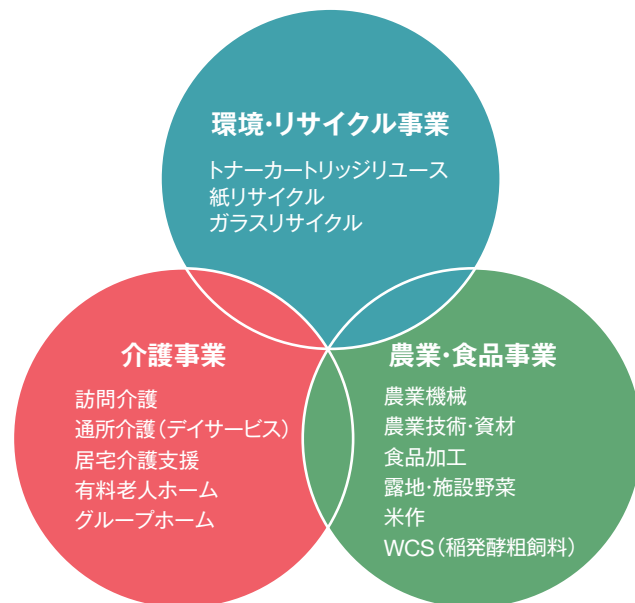 環境・リサイクル事業
トナーカートリッジリユース
紙リサイクル
ガラスリサイクル
介護事業
訪問介護
通所介護(デイサービス)
居宅介護支援
有料老人ホーム
グループホーム
農業・食品事業
農業機械
農業技術・資材
食品加工
露地・施設野菜
米作
WCS(稲発酵粗飼料)